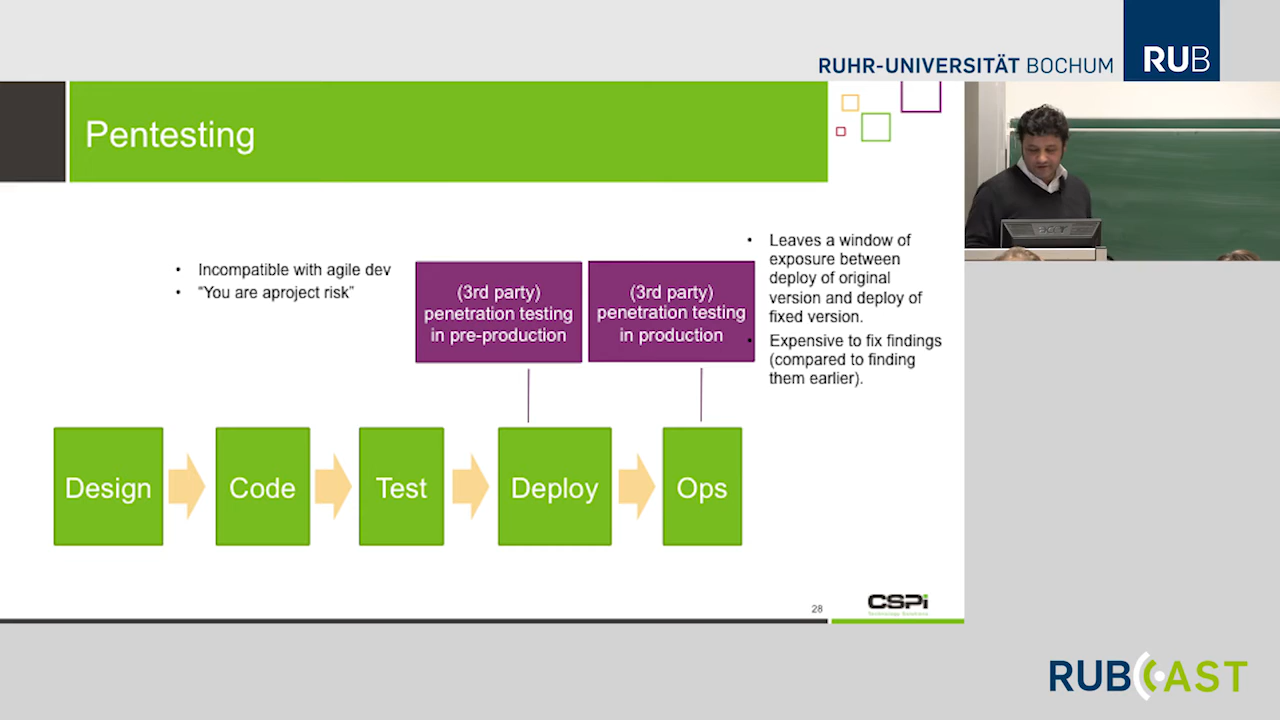 RUHR-UNIVERSITÄT BOCHUM
RUB
Pentesting
• Incompatible with agile dev
• “You are aproject risk”
(3rd party)
penetration testing
in pre-production
(3rd party)
penetration testing
in production
• Leaves a window of
exposure between
deploy of original
version and deploy of
fixed version.
• Expensive to fix findings
(compared to finding
them earlier).
Design
Code
Test
Deploy
Ops
28
CSPi
RUBCAST